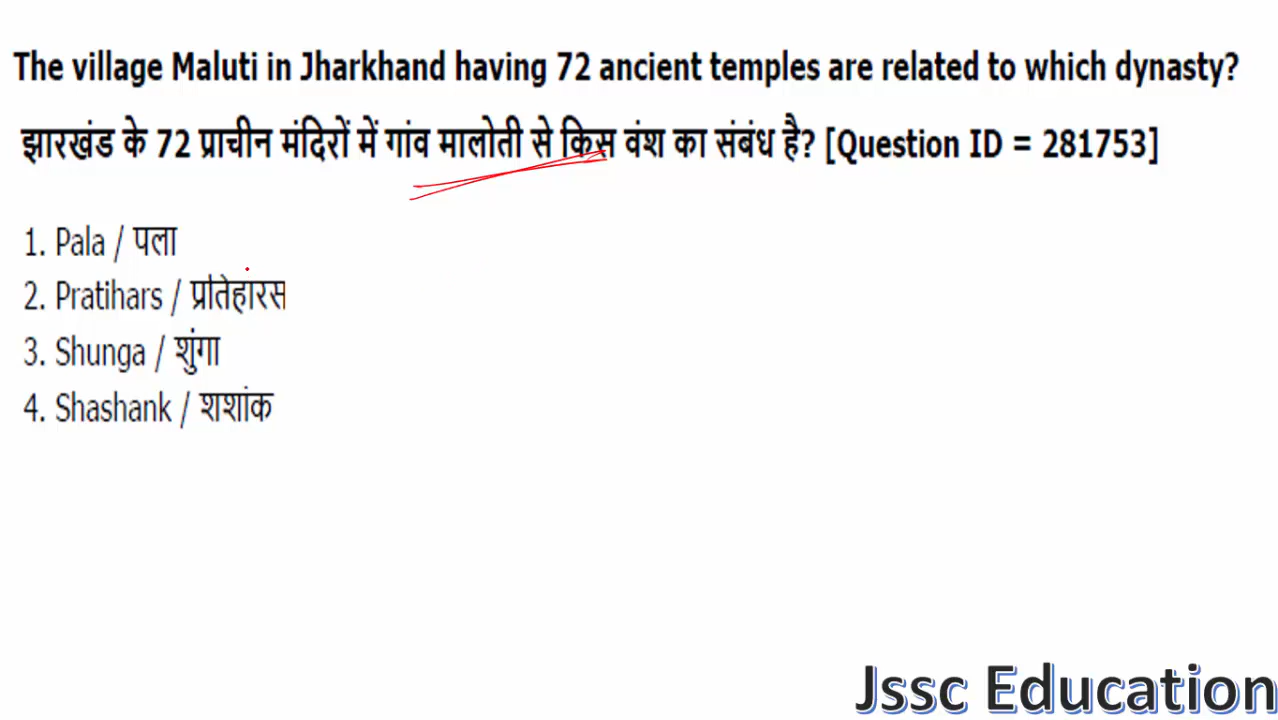 The village Maluti in Jharkhand having 72 ancient temples are related to which dynasty?
झारखंड के 72 प्राचीन मंदिरों में गांव मालोती से किस वंश का संबंध है? [Question ID = 281753]
1. Pala / पला
2. Pratihars / प्रतिहारस
3. Shunga / शुंगा
4. Shashank / शशांक
Jssc Education